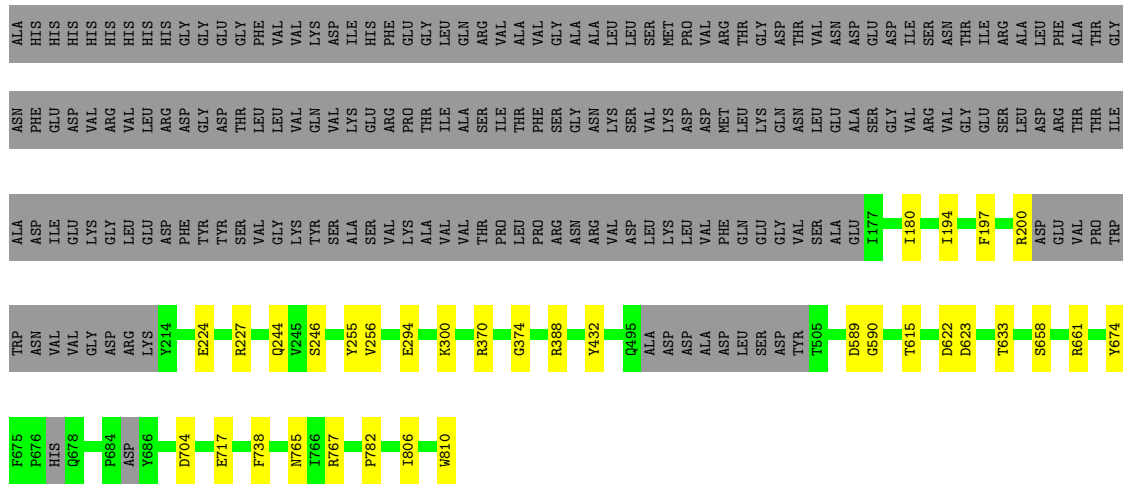 ALA HIS HIS HIS HIS HIS HIS HIS HIS GLY GLY GLU GLY PHE VAL VAL LYS ASP ILE HIS PHE GLU GLY LEU GLN ARG VAL ALA VAL GLY ALA ALA LEU LEU SER MET PRO VAL ARG THR GLY ASP THR VAL ASN ASP GLU ASP ILE SER ASN THR ILE ARG ALA LEU PHE ALA THR GLY
ASN PHE GLU ASP VAL ARG VAL LEU ARG ASP GLY ASP THR LEU LEU VAL GLN VAL LYS GLU ARG PRO THR ILE ALA SER ILE THR PHE SER GLY ASN LYS SER VAL LYS ASP ASP MET LEU LYS GLN ASN LEU GLU ALA SER GLY VAL ARG VAL GLY GLU SER LEU ASP ARG THR THR ILE
ALA ASP ILE GLU LYS GLY LEU GLU ASP PHE TYR TYR SER VAL GLY LYS TYR SER ALA SER VAL LYS ALA VAL VAL THR PRO LEU PRO ARG ASN ARG VAL ASP LEU LYS LEU VAL PHE GLN GLU GLY VAL SER ALA GLU I177 I180 I194 F197 R200 ASP GLU VAL PRO TRP
TRP ASN VAL VAL GLY ASP ARG LYS Y214 E224 R227 Q244 V245 S246 Y255 V256 E294 K300 R370 G374 R388 Y432 Q495 ALA ASP ASP ALA ASP LEU SER ASP TYR T505 D589 G590 T615 D622 D623 T633 S658 R661 Y674
F675 P676 HIS Q678 P684 ASP Y686 D704 E717 F738 N765 I766 R767 P782 I806 W810